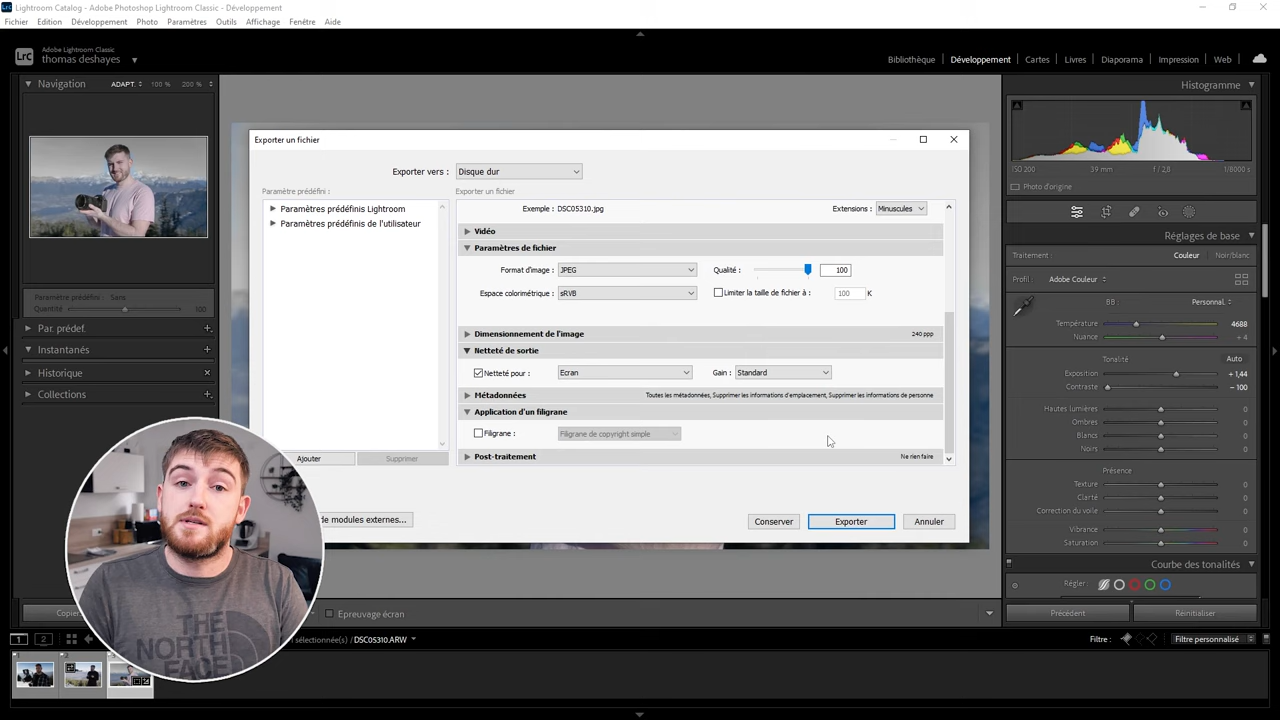 Lightroom Catalog - Adobe Photoshop Lightroom Classic - Développement
Fichier Edition Développement Photo Paramètres Outils Affichage Fenêtre Aide
Lrc
Adobe Lightroom Classic
thomas deshayes
Bibliothèque Développement Cartes Livres Diaporama Impression Web
Navigation ADAPT. 100 % 200 %
Histogramme
ISO 200 39 mm 1/8000 s
Photo d'origine
Réglages de base
Traitement : Couleur Noir/blanc
Profil Adobe Couleur
BB : Personnal.
Température 4688
Nuance + 4
Tonalité Auto
Exposition + 1,44
Contraste – 100
Hautes lumières 0
Ombres 0
Blancs 0
Noirs 0
Présence
Texture 0
Clarté 0
Correction du voile 0
Vibrance 0
Saturation 0
Courbe des tonalités
Régler :
Précédent Réinitialiser
Paramètre prédéfini : Sans
Quantité 100
Par. prédef.
Instantanés
Historique
Collections
Exporter un fichier
Exporter vers : Disque dur
Paramètre prédéfini :
Paramètres prédéfinis Lightroom
Paramètres prédéfinis de l'utilisateur
Ajouter Supprimer
Exporter un fichier
Exemple : DSC05310.jpg Extensions : Minuscules
Vidéo
Paramètres de fichier
Format d'image : JPEG Qualité : 100
Espace colorimétrique : sRVB Limiter la taille de fichier à : 100 K
Dimensionnement de l'image 240 ppp
Netteté de sortie
Netteté pour : Ecran Gain : Standard
Métadonnées Toutes les métadonnées, Supprimer les informations d'emplacement, Supprimer les informations de personne
Application d'un filigrane
Filigrane : Filigrane de copyright simple
Post-traitement Ne rien faire
de modules externes... Conserver Exporter Annuler
Copier
Epreuvage écran
1 2 sélectionnée(s) / DSC05310.ARW Filtre : Filtre personnalisé
THE
NORTH
FACE